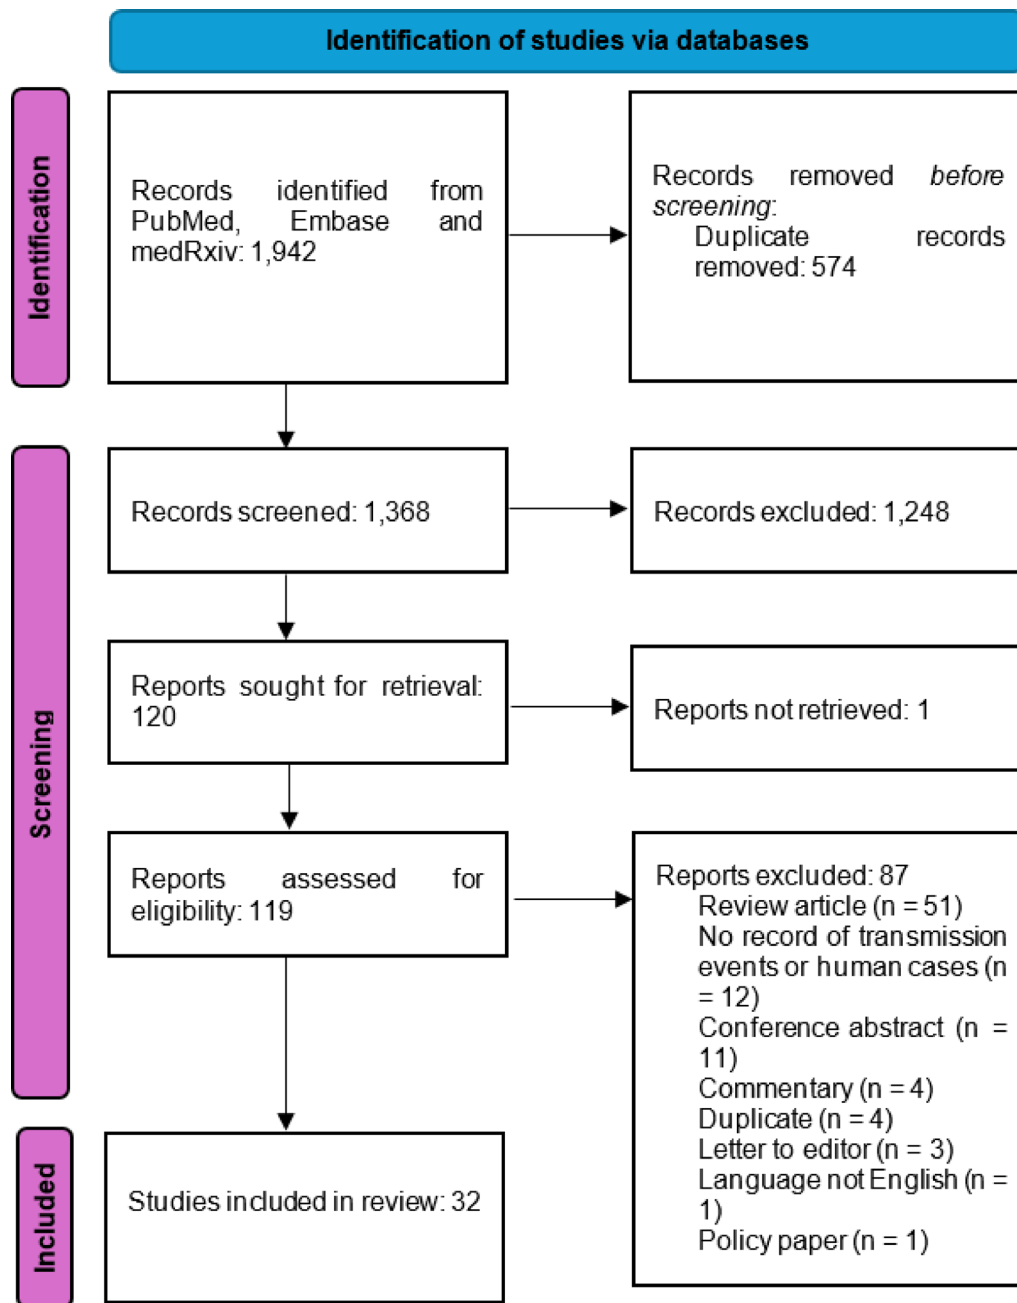 Identification of studies via databases
Identification
Records identified from
PubMed, Embase and
medRxiv: 1,942
Records removed before
screening:
Duplicate records
removed: 574
Screening
Records screened: 1,368
Records excluded: 1,248
Reports sought for retrieval:
120
Reports not retrieved: 1
Reports assessed for
eligibility: 119
Reports excluded: 87
Review article (n = 51)
No record of transmission
events or human cases (n
= 12)
Conference abstract (n =
11)
Commentary (n = 4)
Duplicate (n = 4)
Letter to editor (n = 3)
Language not English (n =
1)
Policy paper (n = 1)
Included
Studies included in review: 32